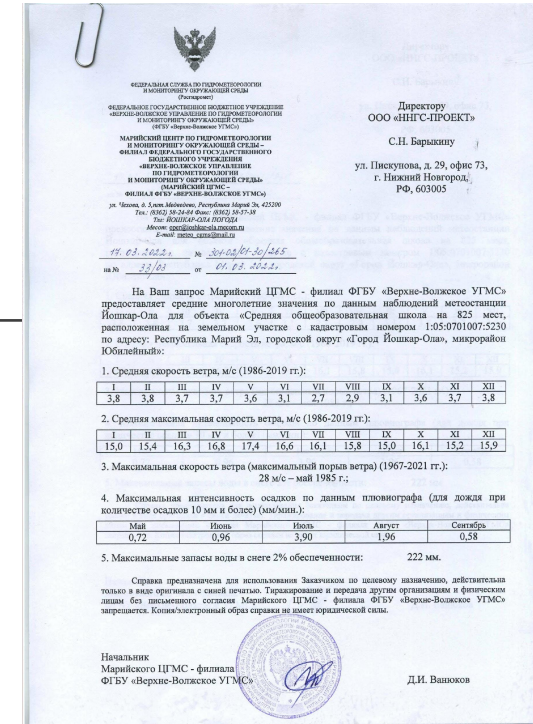 ФЕДЕРАЛЬНАЯ СЛУЖБА ПО ГИДРОМЕТЕОРОЛОГИИ
И МОНИТОРИНГУ ОКРУЖАЮЩЕЙ СРЕДЫ
(Росгидромет)
ФЕДЕРАЛЬНОЕ ГОСУДАРСТВЕННОЕ БЮДЖЕТНОЕ УЧРЕЖДЕНИЕ
«ВЕРХНЕ-ВОЛЖСКОЕ УПРАВЛЕНИЕ ПО ГИДРОМЕТЕОРОЛОГИИ
И МОНИТОРИНГУ ОКРУЖАЮЩЕЙ СРЕДЫ»
(ФГБУ «Верхне-Волжское УГМС»)
МАРИЙСКИЙ ЦЕНТР ПО ГИДРОМЕТЕОРОЛОГИИ
И МОНИТОРИНГУ ОКРУЖАЮЩЕЙ СРЕДЫ –
ФИЛИАЛ ФЕДЕРАЛЬНОГО ГОСУДАРСТВЕННОГО
БЮДЖЕТНОГО УЧРЕЖДЕНИЯ
«ВЕРХНЕ-ВОЛЖСКОЕ УПРАВЛЕНИЕ
ПО ГИДРОМЕТЕОРОЛОГИИ
И МОНИТОРИНГУ ОКРУЖАЮЩЕЙ СРЕДЫ»
(МАРИЙСКИЙ ЦГМС –
ФИЛИАЛ ФГБУ «ВЕРХНЕ-ВОЛЖСКОЕ УГМС»)
ул. Чехова, д. 5, пгт Медведево, Республика Марий Эл, 425200
Тел.: (8362) 58-24-84 Факс: (8362) 58-37-38
Тлг: ЙОШКАР-ОЛА ПОГОДА
Mecom: oper@ioshkar-ola.mecom.ru
E-mail: meteo_cgms@mail.ru
17.03.2022г. № 301-02/01-30/265
на № 33/03 от 01.03.2022г.
Директору
ООО «ННГС-ПРОЕКТ»
С.Н. Барыкину
ул. Пискунова, д. 29, офис 73,
г. Нижний Новгород,
РФ, 603005
На Ваш запрос Марийский ЦГМС - филиал ФГБУ «Верхне-Волжское УГМС»
предоставляет средние многолетние значения по данным наблюдений метеостанции
Йошкар-Ола для объекта «Средняя общеобразовательная школа на 825 мест,
расположенная на земельном участке с кадастровым номером 1:05:0701007:5230
по адресу: Республика Марий Эл, городской округ «Город Йошкар-Ола», микрорайон
Юбилейный»:
1. Средняя скорость ветра, м/с (1986-2019 гг.):
I II III IV V VI VII VIII IX X XI XII
3,8 3,8 3,7 3,7 3,6 3,1 2,7 2,9 3,1 3,6 3,7 3,8
2. Средняя максимальная скорость ветра, м/с (1986-2019 гг.):
I II III IV V VI VII VIII IX X XI XII
15,0 15,4 16,3 16,8 17,4 16,6 16,1 15,8 15,0 16,1 15,2 15,9
3. Максимальная скорость ветра (максимальный порыв ветра) (1967-2021 гг.):
28 м/с – май 1985 г.;
4. Максимальная интенсивность осадков по данным плювиографа (для дождя при
количестве осадков 10 мм и более) (мм/мин.):
Май Июнь Июль Август Сентябрь
0,72 0,96 3,90 1,96 0,58
5. Максимальные запасы воды в снеге 2% обеспеченности: 222 мм.
Справка предназначена для использования Заказчиком по целевому назначению, действительна
только в виде оригинала с синей печатью. Тиражирование и передача другим организациям и физическим
лицам без письменного согласия Марийского ЦГМС - филиала ФГБУ «Верхне-Волжское УГМС»
запрещается. Копия/электронный образ справки не имеет юридической силы.
Начальник
Марийского ЦГМС - филиала
ФГБУ «Верхне-Волжское УГМС»
Д.И. Ванюков